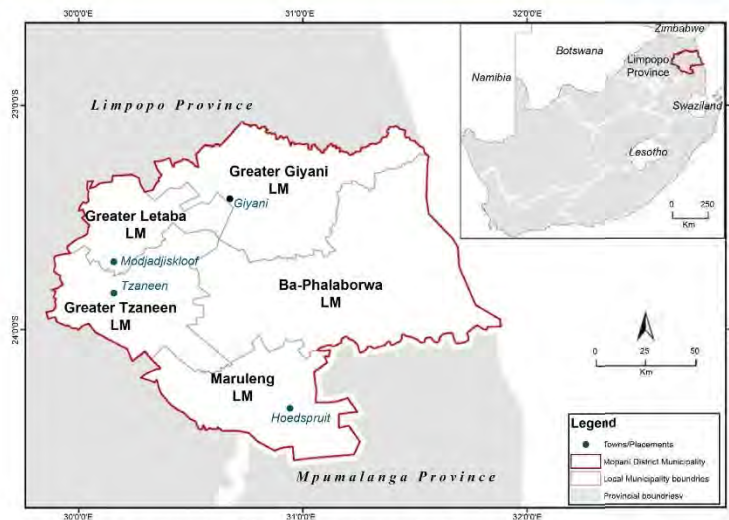 30'0'0"E
31'0'0"E
32'0'0"E
Zimbabwe
Botswana
Limpopo
Province
Namibia
Swaziland
Lesotho
0 250
Km
23'0'0"S
Limpopo Province
Greater Giyani
LM
Giyani
Greater Letaba
LM
Modjadjiskloof
Tzaneen
Greater Tzaneen
LM
Ba-Phalaborwa
LM
24'0'0"S
Maruleng
LM
Hoedspruit
Mpumalanga Province
0 25 50
Km
Legend
Towns/Placements
Mopani District Municipality
Local Municipality boundries
Provincial boundriesv
30'0'0"E
31'0'0"E
32'0'0"E